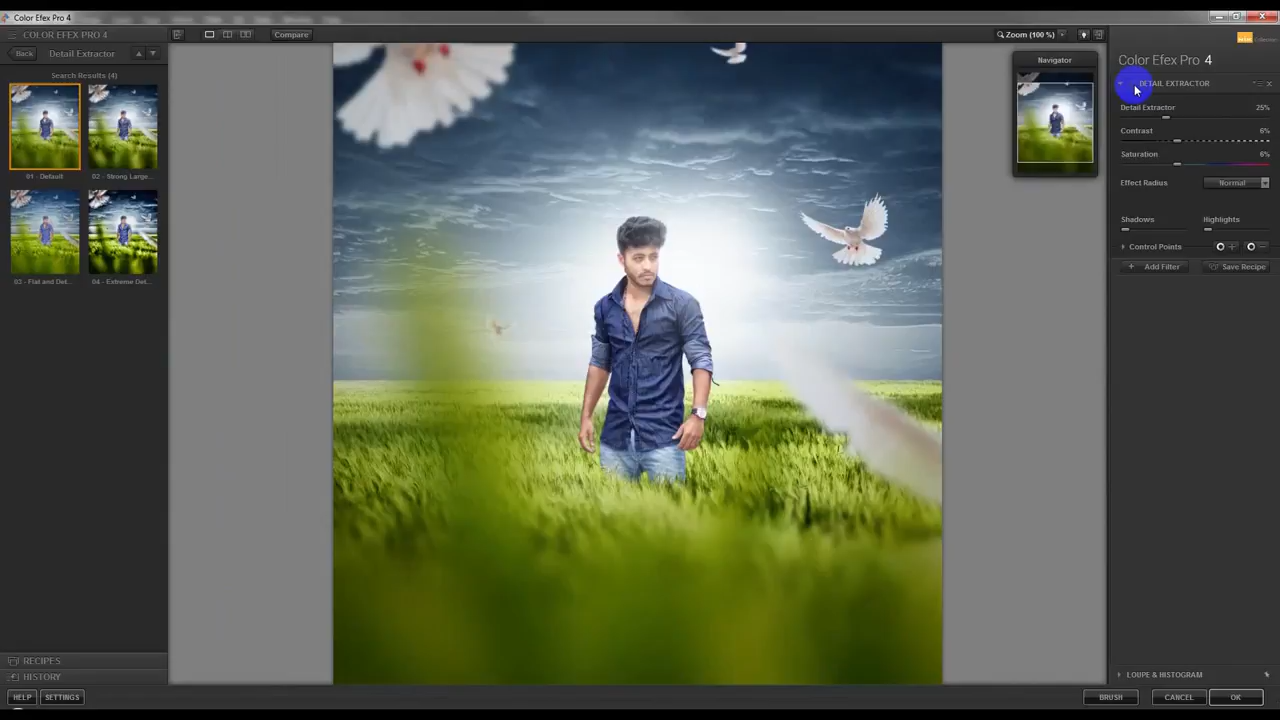 Color Efex Pro 4
COLOR EFEX PRO 4
Compare
Zoom (100 %)
Back
Detail Extractor
Search Results (4)
01 - Default
02 - Strong Large...
03 - Flat and Det...
04 - Extreme Det...
Navigator
Color Efex Pro 4
DETAIL EXTRACTOR
Detail Extractor 25%
Contrast 6%
Saturation 6%
Effect Radius Normal
Shadows Highlights
Control Points
Add Filter Save Recipe
RECIPES
HISTORY
LOUPE & HISTOGRAM
HELP SETTINGS
BRUSH CANCEL OK